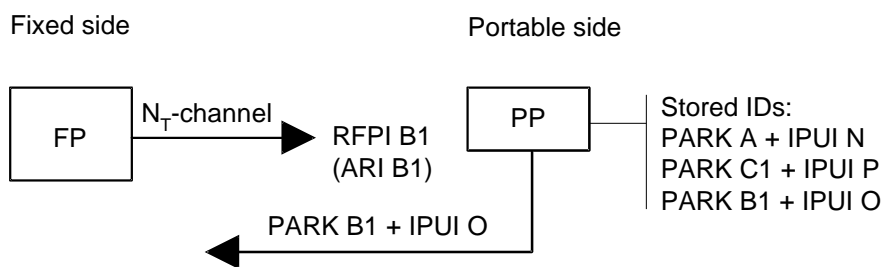 Fixed side
Portable side
FP
N_T-channel
RFPI B1
(ARI B1)
PP
Stored IDs:
PARK A + IPUI N
PARK C1 + IPUI P
PARK B1 + IPUI O
PARK B1 + IPUI O